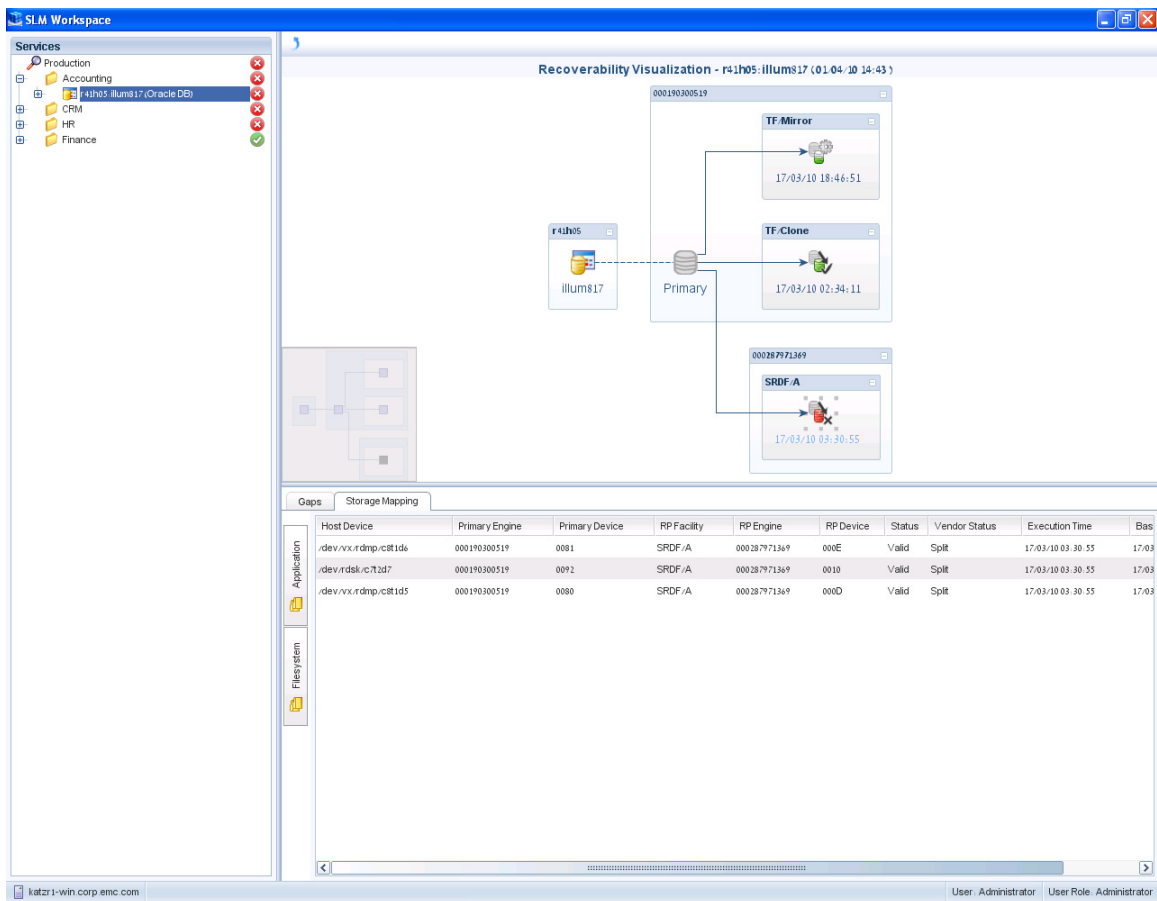 SLM Workspace
Services
Production
Accounting
r41h05:illum817 (Oracle DB)
CRM
HR
Finance
Recoverability Visualization - r41h05:illum817 (01/04/10 14:43)
000190300519
TF/Mirror
17/03/10 18:46:51
r41h05
illum817
Primary
TF/Clone
17/03/10 02:34:11
000287971369
SRDF/A
17/03/10 03:30:55
Gaps Storage Mapping
Application
Filesystem
Host Device Primary Engine Primary Device RP Facility RP Engine RP Device Status Vendor Status Execution Time Bas
/dev/vx/rdmp/c8t1d6 000190300519 0081 SRDF/A 000287971369 000E Valid Split 17/03/10 03:30:55 17/03
/dev/rdsk/c7t2d7 000190300519 0092 SRDF/A 000287971369 0010 Valid Split 17/03/10 03:30:55 17/03
/dev/vx/rdmp/c8t1d5 000190300519 0080 SRDF/A 000287971369 000D Valid Split 17/03/10 03:30:55 17/03
katzr1-win.corp.emc.com User: Administrator User Role: Administrator